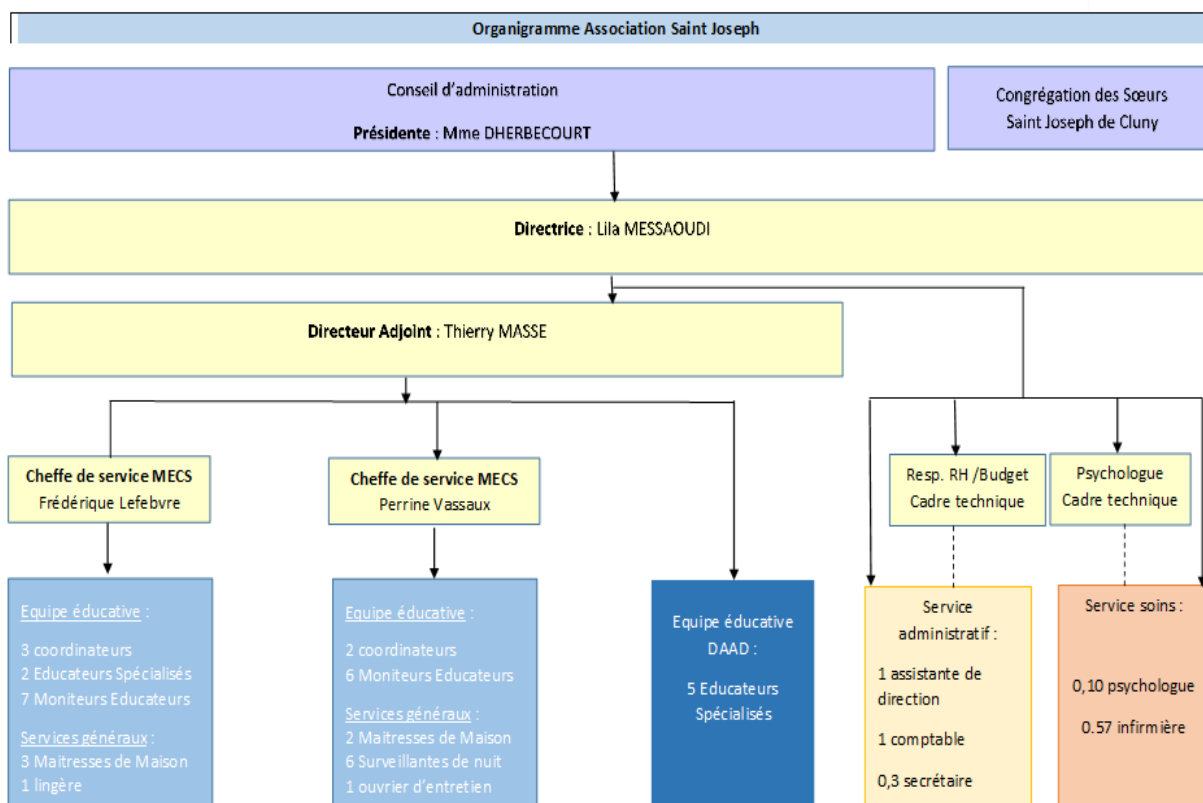 Organigramme Association Saint Joseph
Conseil d'administration
Présidente : Mme DHERBECOURT
Congrégation des Sœurs
Saint Joseph de Cluny
Directrice : Lila MESSAOUDI
Directeur Adjoint : Thierry MASSE
Cheffe de service MECS
Frédérique Lefebvre
Cheffe de service MECS
Perrine Vassaux
Resp. RH /Budget
Cadre technique
Psychologue
Cadre technique
Equipe éducative :
3 coordinateurs
2 Educateurs Spécialisés
7 Moniteurs Educateurs
Services généraux :
3 Maitresses de Maison
1 lingère
Equipe éducative :
2 coordinateurs
6 Moniteurs Educateurs
Services généraux :
2 Maitresses de Maison
6 Surveillantes de nuit
1 ouvrier d'entretien
Equipe éducative
DAAD :
5 Educateurs
Spécialisés
Service
administratif :
1 assistante de
direction
1 comptable
0,3 secrétaire
Service soins :
0,10 psychologue
0.57 infirmière